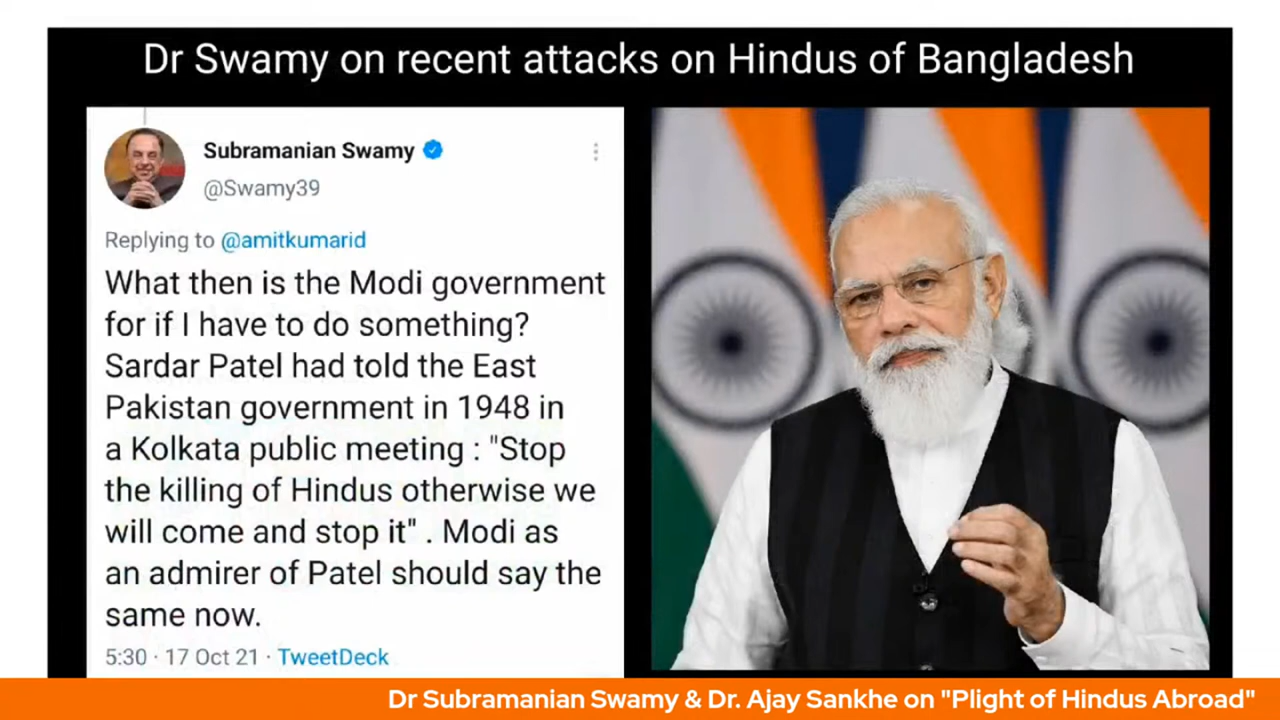 Dr Swamy on recent attacks on Hindus of Bangladesh
Subramanian Swamy
@Swamy39
Replying to @amitkumarid
What then is the Modi government
for if I have to do something?
Sardar Patel had told the East
Pakistan government in 1948 in
a Kolkata public meeting : "Stop
the killing of Hindus otherwise we
will come and stop it" . Modi as
an admirer of Patel should say the
same now.
5:30 · 17 Oct 21 · TweetDeck
Dr Subramanian Swamy & Dr. Ajay Sankhe on "Plight of Hindus Abroad"